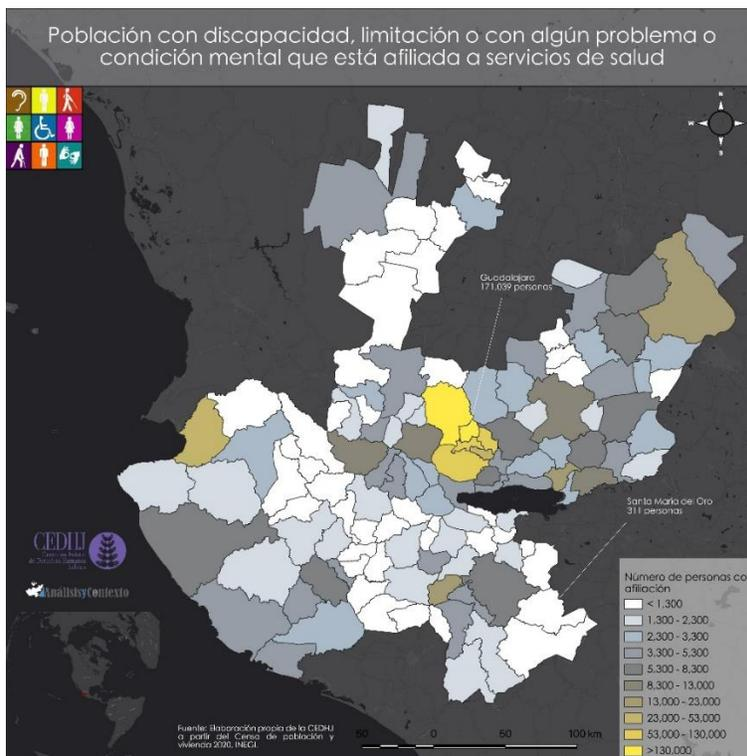 Población con discapacidad, limitación o con algún problema o
condición mental que está afiliada a servicios de salud
N
W
E
S
Guadalajara
171,039 personas
Santa María del Oro
311 personas
CEDHJ
AnálisisyContexto
Número de personas co
afiliación
< 1,300
1,300 - 2,300
2,300 - 3,300
3,300 - 5,300
5,300 - 8,300
8,300 - 13,000
13,000 - 23,000
23,000 - 53,000
53,000 - 130,000
>130,000
Fuente: Elaboración propia de la CEDHJ
a partir del Censo de población y
vivienda 2020, INEGI.
50 0 50 100 km